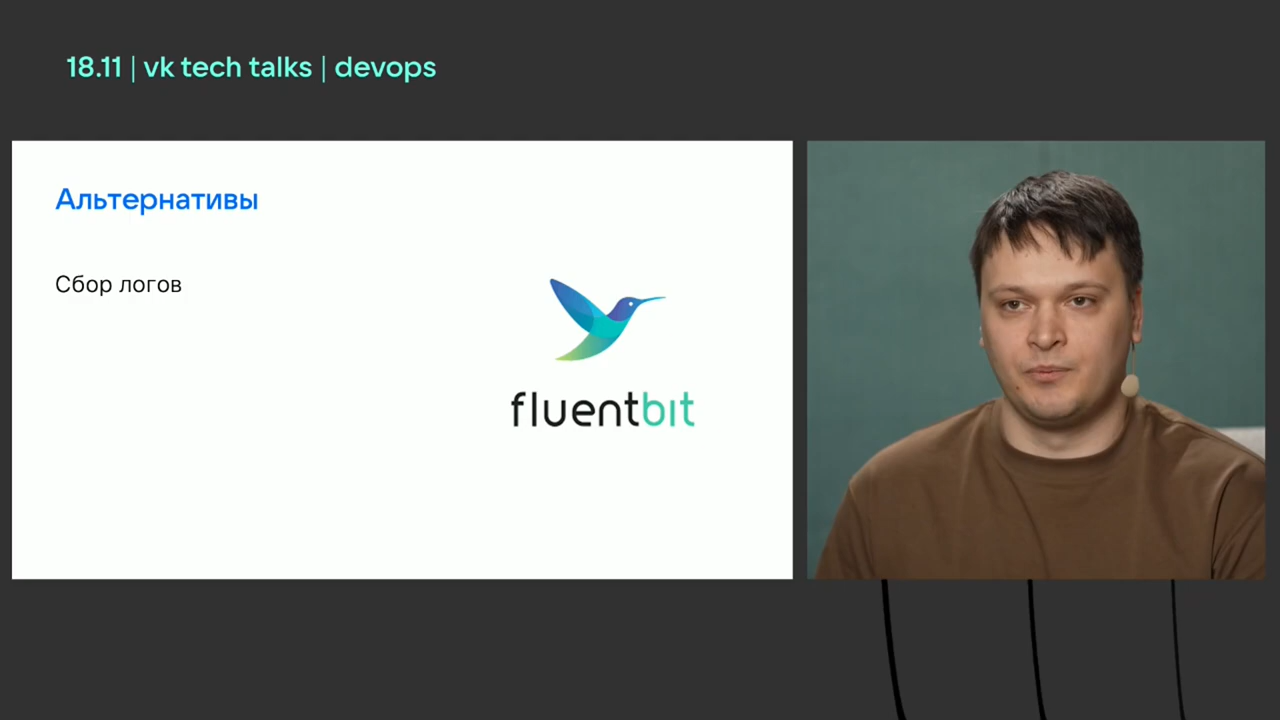 18.11 | vk tech talks | devops
Альтернативы
Сбор логов
fluentbit